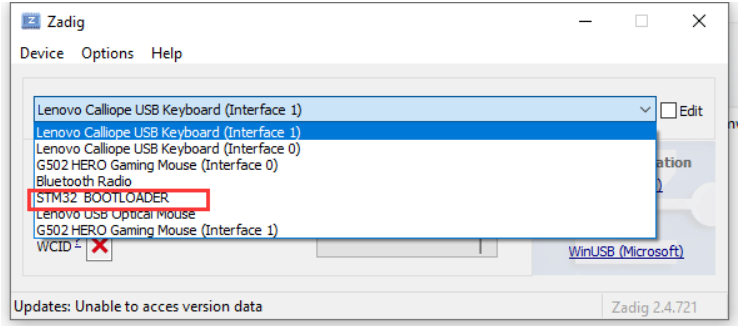 Zadig
Device Options Help
Lenovo Calliope USB Keyboard (Interface 1)
Edit
Lenovo Calliope USB Keyboard (Interface 1)
Lenovo Calliope USB Keyboard (Interface 0)
G502 HERO Gaming Mouse (Interface 0)
Bluetooth Radio
STM32 BOOTLOADER
Lenovo USB Optical Mouse
G502 HERO Gaming Mouse (Interface 1)
WCID ?
WinUSB (Microsoft)
Updates: Unable to acces version data
Zadig 2.4.721